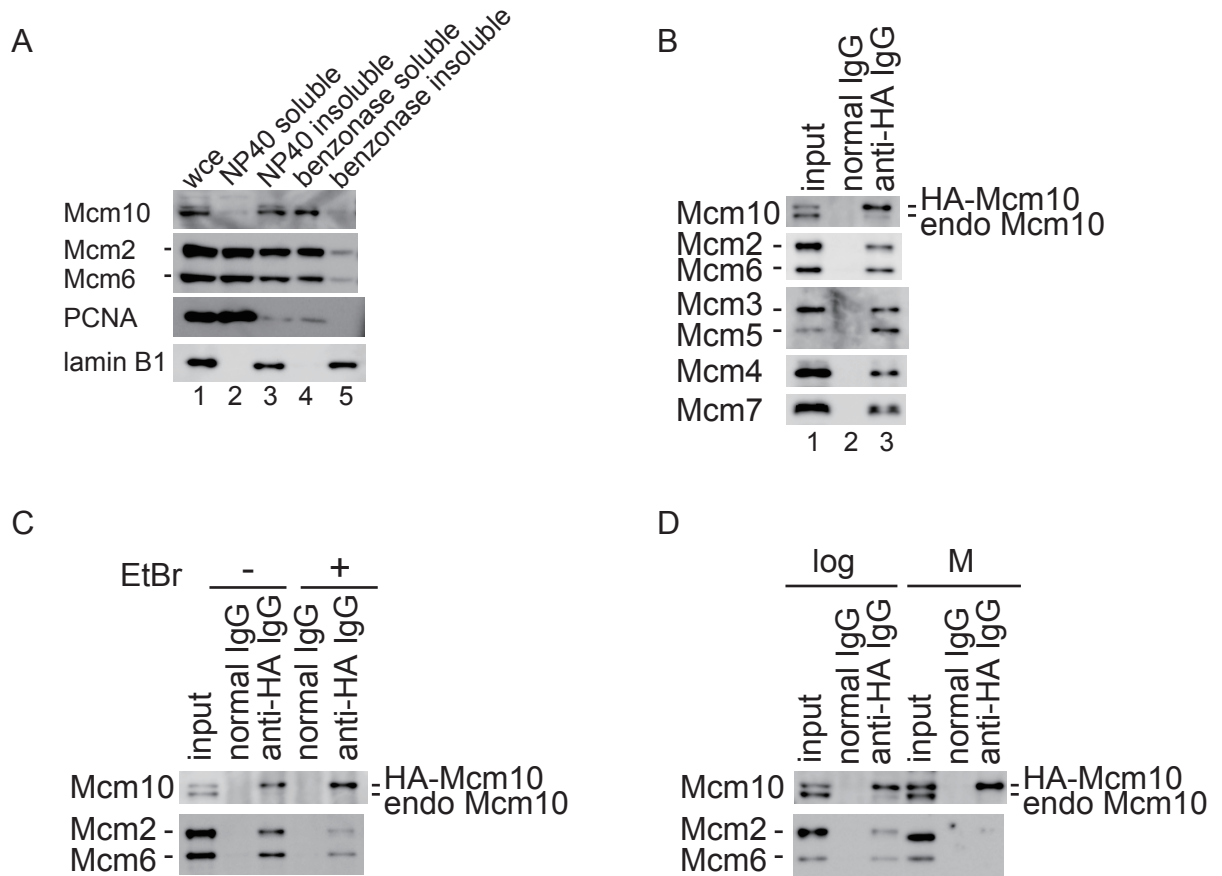 A
wce
NP40 soluble
NP40 insoluble
benzonase soluble
benzonase insoluble
Mcm10
Mcm2 -
Mcm6 -
PCNA
lamin B1
1 2 3 4 5
B
input
normal IgG
anti-HA IgG
Mcm10
HA-Mcm10
endo Mcm10
Mcm2 -
Mcm6 -
Mcm3 -
Mcm5 -
Mcm4
Mcm7
1 2 3
C
EtBr - +
input
normal IgG
anti-HA IgG
normal IgG
anti-HA IgG
Mcm10
HA-Mcm10
endo Mcm10
Mcm2 -
Mcm6 -
D
log M
input
normal IgG
anti-HA IgG
input
normal IgG
anti-HA IgG
Mcm10
HA-Mcm10
endo Mcm10
Mcm2 -
Mcm6 -